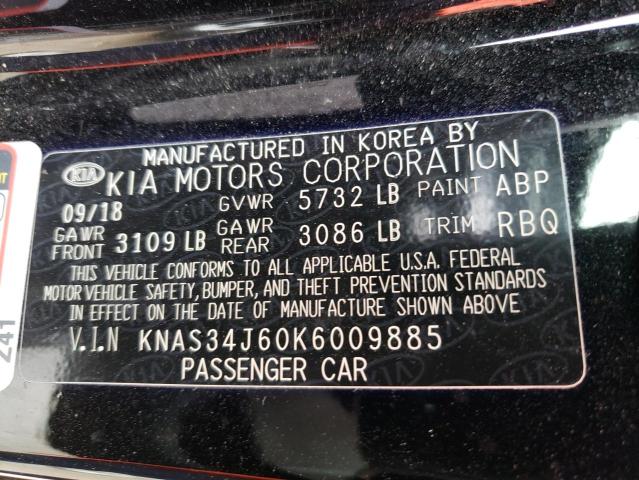 MANUFACTURED IN KOREA BY
KIA KIA MOTORS CORPORATION
09/18 GVWR 5732 LB PAINT ABP
GAWR FRONT 3109 LB GAWR REAR 3086 LB TRIM RBQ
THIS VEHICLE CONFORMS TO ALL APPLICABLE U.S.A. FEDERAL
MOTOR VEHICLE SAFETY, BUMPER, AND THEFT PREVENTION STANDARDS
IN EFFECT ON THE DATE OF MANUFACTURE SHOWN ABOVE
V.I.N KNAS34J60K6009885
PASSENGER CAR
241